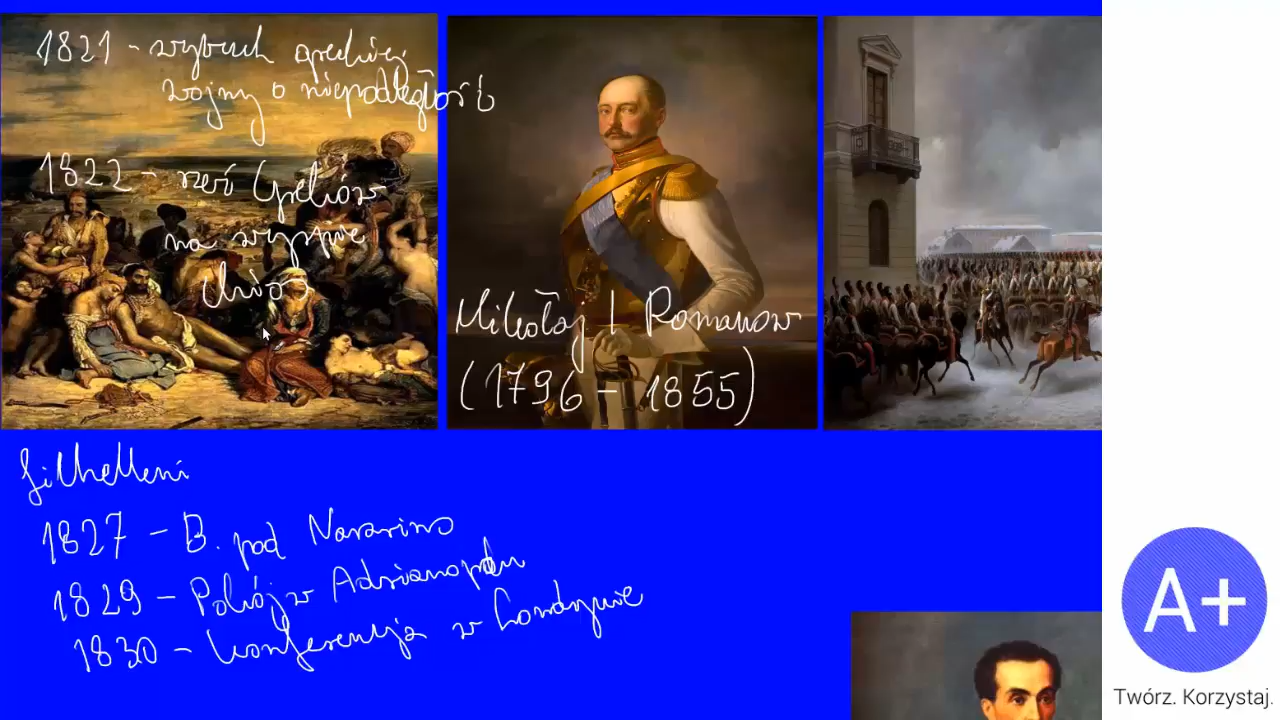 1821 - wybuch greckiej
wojny o niepodległość
1822 - rzeź Greków
na wyspie
Chios
Mikołaj I Romanow
(1796 - 1855)
filhelleni
1827 - B. pod Navarino
1829 - Pokój w Adrianopolu
1830 - Konferencja w Londynie
A+
Twórz. Korzystaj.